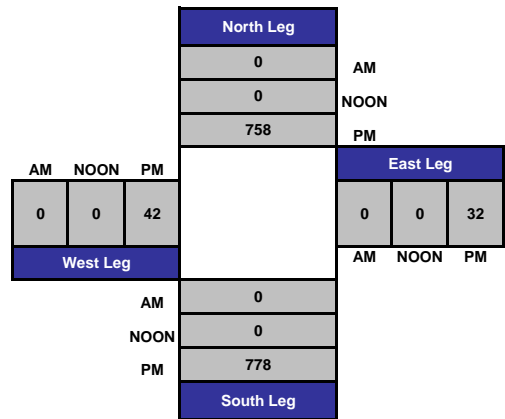 North Leg
0 AM
0 NOON
758 PM
AM NOON PM East Leg
0 0 42 0 0 32
West Leg AM NOON PM
AM 0
NOON 0
PM 778
South Leg